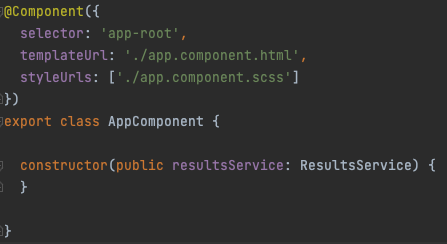 @Component({
  selector: 'app-root',
  templateUrl: './app.component.html',
  styleUrls: ['./app.component.scss']
})
export class AppComponent {
  constructor(public resultsService: ResultsService) {
  }
}